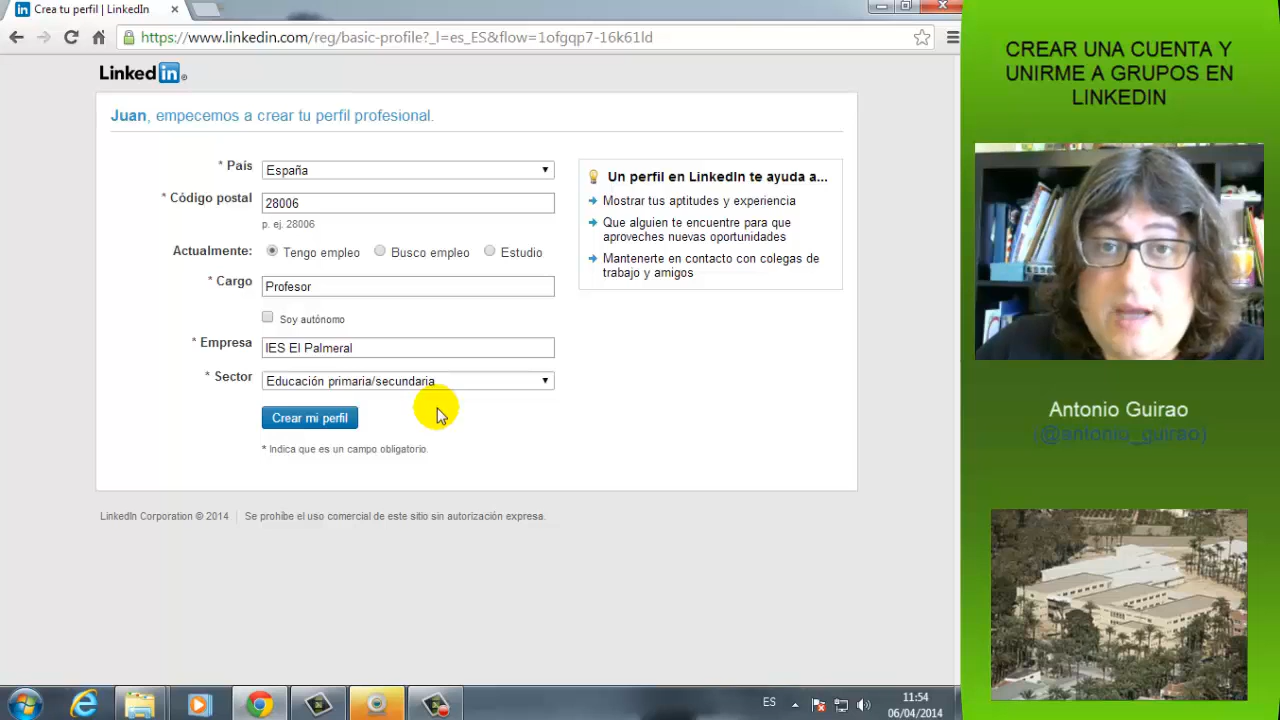 Crea tu perfil | LinkedIn
https://www.linkedin.com/reg/basic-profile?_l=es_ES&flow=1ofgqp7-16k61ld
Linked in
Juan, empecemos a crear tu perfil profesional.
* País
España
* Código postal
28006
p. ej. 28006
Actualmente:
Tengo empleo
Busco empleo
Estudio
* Cargo
Profesor
Soy autónomo
* Empresa
IES El Palmeral
* Sector
Educación primaria/secundaria
Crear mi perfil
* Indica que es un campo obligatorio.
Un perfil en LinkedIn te ayuda a...
Mostrar tus aptitudes y experiencia
Que alguien te encuentre para que
aproveches nuevas oportunidades
Mantenerte en contacto con colegas de
trabajo y amigos
LinkedIn Corporation © 2014
Se prohíbe el uso comercial de este sitio sin autorización expresa.
CREAR UNA CUENTA Y
UNIRME A GRUPOS EN
LINKEDIN
Antonio Guirao
(@antonio_guirao)
ES
11:54
06/04/2014